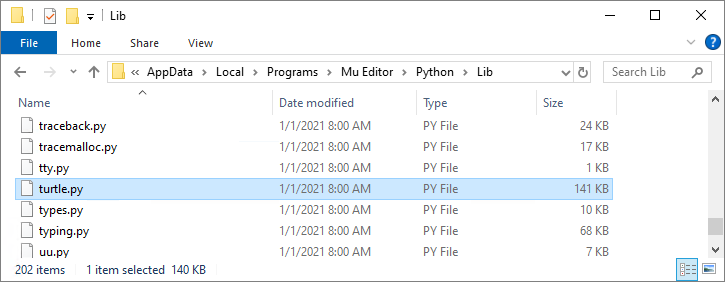 Lib
File Home Share View
« AppData Local Programs Mu Editor Python Lib Search Lib
Name Date modified Type Size
traceback.py 1/1/2021 8:00 AM PY File 24 KB
tracemalloc.py 1/1/2021 8:00 AM PY File 17 KB
tty.py 1/1/2021 8:00 AM PY File 1 KB
turtle.py 1/1/2021 8:00 AM PY File 141 KB
types.py 1/1/2021 8:00 AM PY File 10 KB
typing.py 1/1/2021 8:00 AM PY File 68 KB
uu.py 1/1/2021 8:00 AM PY File 7 KB
202 items 1 item selected 140 KB